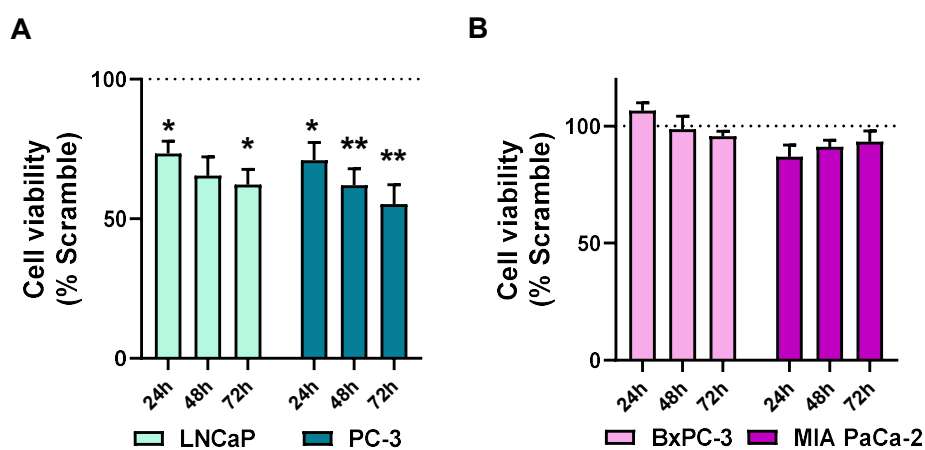 A
B
Cell viability
(% Scramble)
100
50
0
* * * ** **
24h 48h 72h 24h 48h 72h
LNCaP PC-3
Cell viability
(% Scramble)
100
50
0
24h 48h 72h 24h 48h 72h
BxPC-3 MIA PaCa-2